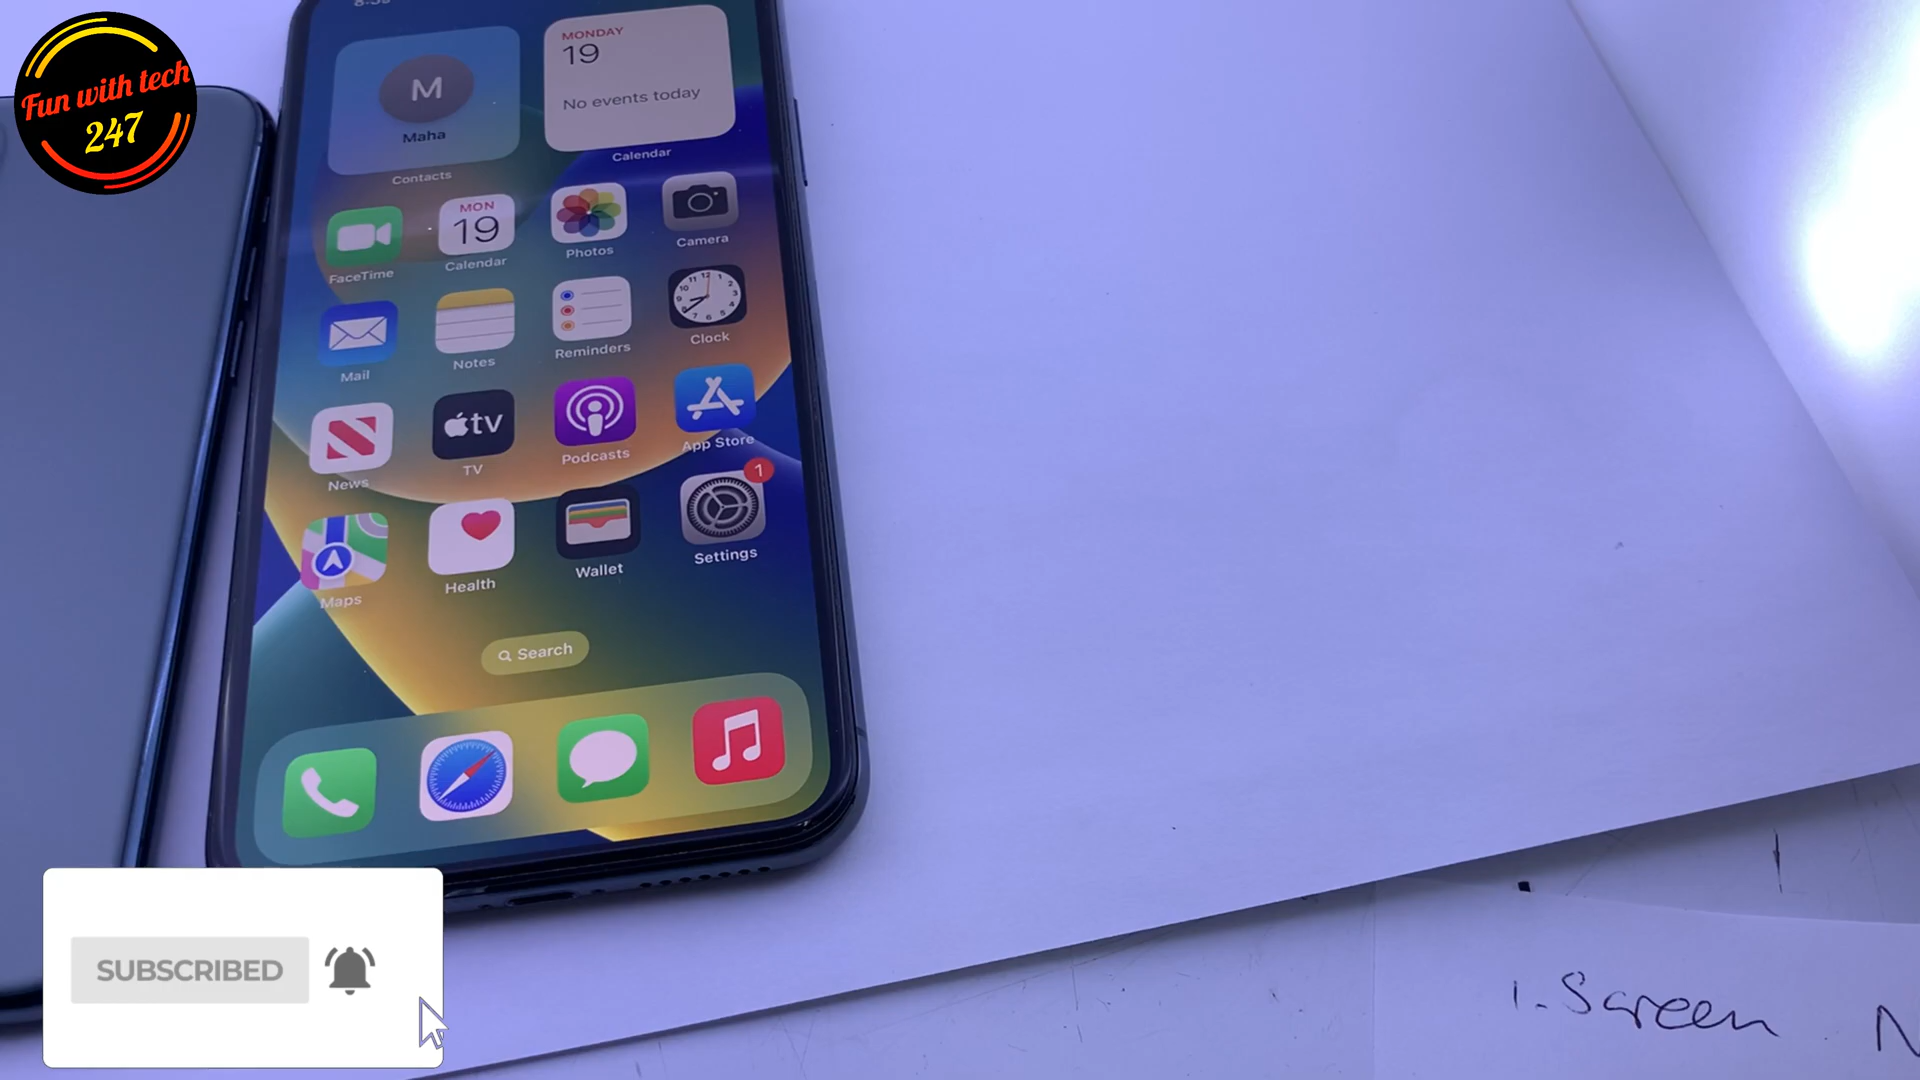 Fun with tech
247
M
Maha
Contacts
MONDAY
19
No events today
Calendar
FaceTime
MON
19
Calendar
Photos
Camera
Mail
Notes
Reminders
12
Clock
News
tv
TV
Podcasts
App Store
1
Maps
Health
Wallet
Settings
Search
SUBSCRIBED
1-Screen